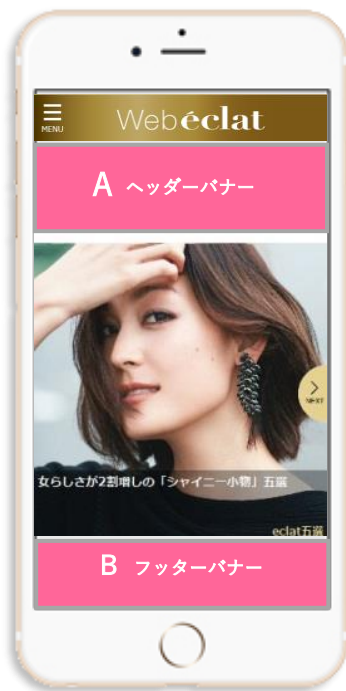 MENU
Webéclat
A ヘッダーバナー
NEXT
女らしさが2割増しの「シャイニー小物」五選
eclat五選
B フッターバナー